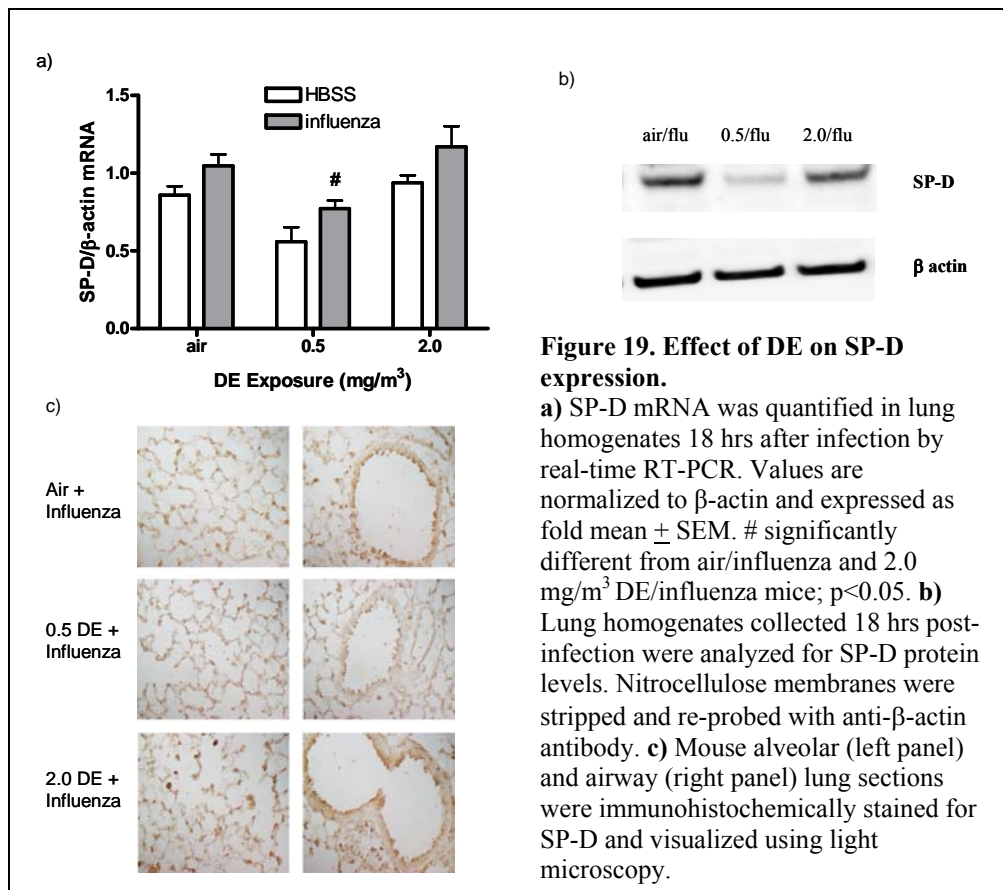 a)
1.5
1.0
0.5
0.0
SP-D/β-actin mRNA
HBSS
influenza
#
air
0.5
2.0
DE Exposure (mg/m³)
b)
air/flu 0.5/flu 2.0/flu
SP-D
β actin
c)
Air +
Influenza
0.5 DE +
Influenza
2.0 DE +
Influenza
Figure 19. Effect of DE on SP-D
expression.
a) SP-D mRNA was quantified in lung
homogenates 18 hrs after infection by
real-time RT-PCR. Values are
normalized to β-actin and expressed as
fold mean ± SEM. # significantly
different from air/influenza and 2.0
mg/m³ DE/influenza mice; p<0.05. b)
Lung homogenates collected 18 hrs post-
infection were analyzed for SP-D protein
levels. Nitrocellulose membranes were
stripped and re-probed with anti-β-actin
antibody. c) Mouse alveolar (left panel)
and airway (right panel) lung sections
were immunohistochemically stained for
SP-D and visualized using light
microscopy.